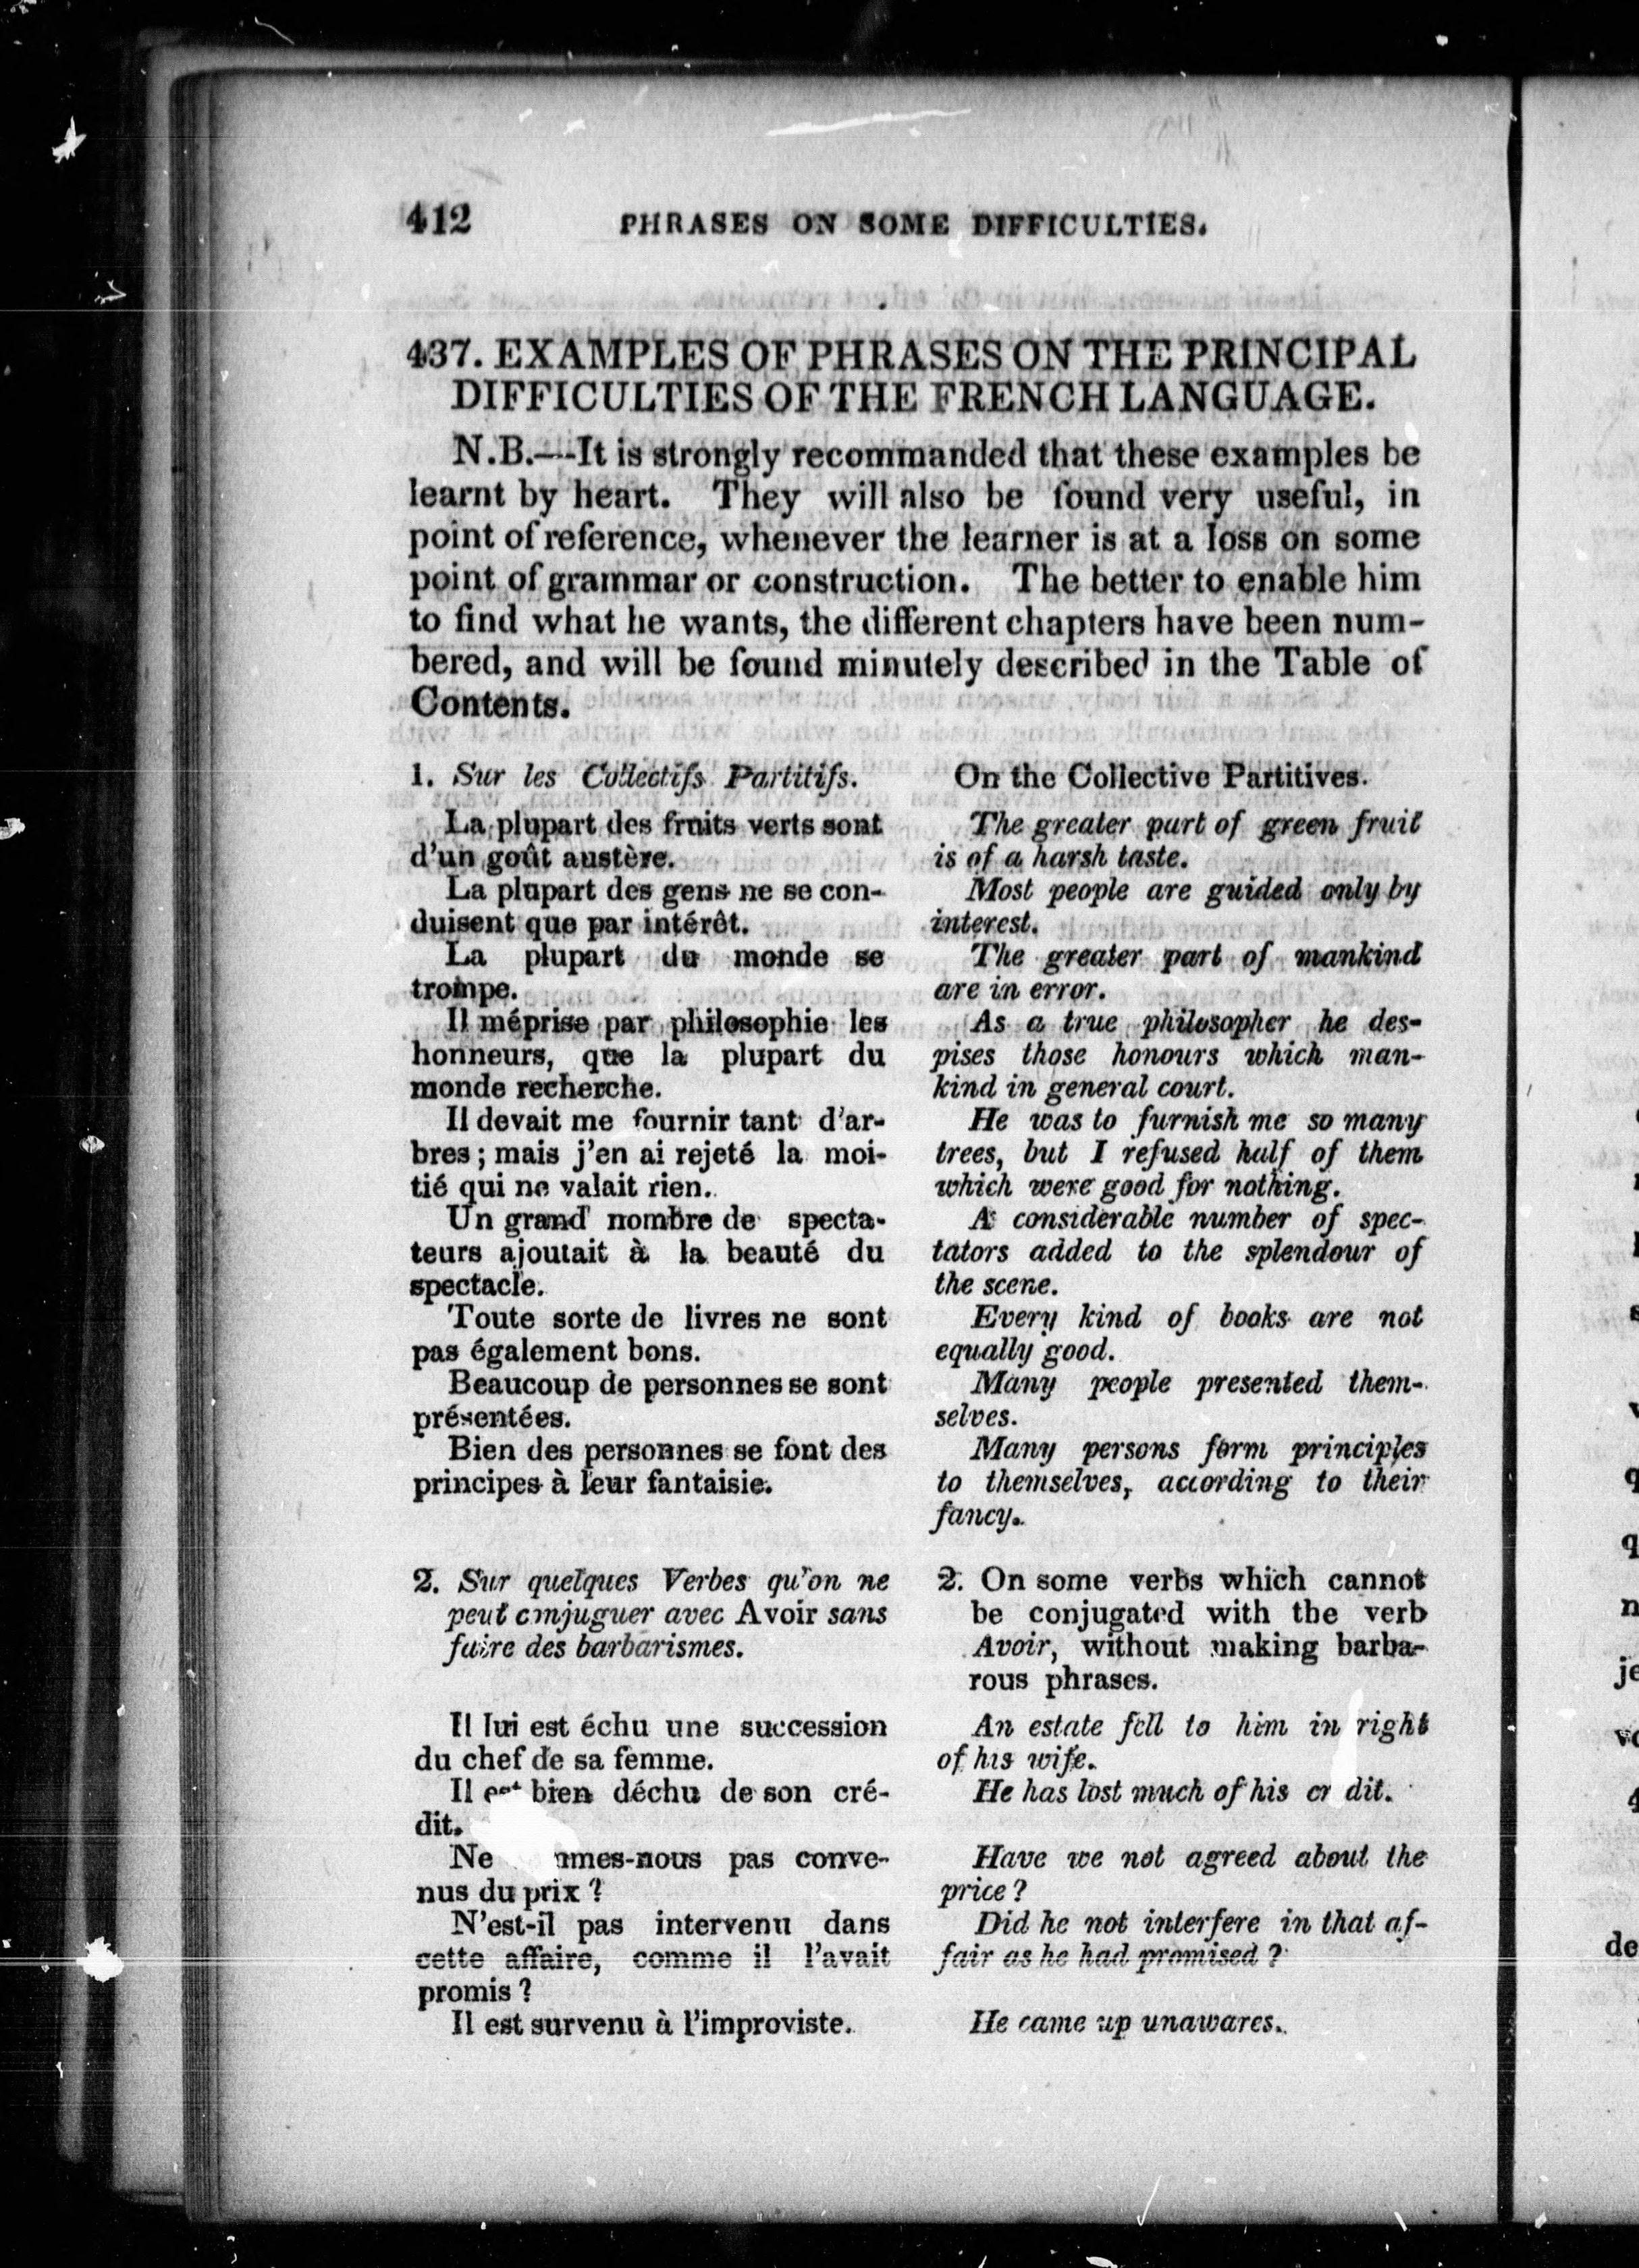 412 PHRASES ON SOME DIFFICULTIES.
437. EXAMPLES OF PHRASES ON THE PRINCIPAL
DIFFICULTIES OF THE FRENCH LANGUAGE.
N.B.—It is strongly recommanded that these examples be
learnt by heart. They will also be found very useful, in
point of reference, whenever the learner is at a loss on some
point of grammar or construction. The better to enable him
to find what he wants, the different chapters have been num-
bered, and will be found minutely described in the Table of
Contents.
1. Sur les Collectifs Partitifs.
La plupart des fruits verts sont
d'un goût austère.
La plupart des gens ne se con-
duisent que par intérêt.
La plupart du monde se
trompe.
Il méprise par philosophie les
honneurs, que la plupart du
monde recherche.
Il devait me fournir tant d'ar-
bres ; mais j'en ai rejeté la moi-
tié qui ne valait rien.
Un grand nombre de specta-
teurs ajoutait à la beauté du
spectacle.
Toute sorte de livres ne sont
pas également bons.
Beaucoup de personnes se sont
présentées.
Bien des personnes se font des
principes à leur fantaisie.
2. Sur quelques Verbes qu'on ne
peut conjuguer avec Avoir sans
faire des barbarismes.
Il lui est échu une succession
du chef de sa femme.
Il est bien déchu de son cré-
dit.
Ne mmes-nous pas conve-
nus du prix ?
N'est-il pas intervenu dans
cette affaire, comme il l'avait
promis ?
Il est survenu à l'improviste.
On the Collective Partitives.
The greater part of green fruit
is of a harsh taste.
Most people are guided only by
interest.
The greater part of mankind
are in error.
As a true philosopher he des-
pises those honours which man-
kind in general court.
He was to furnish me so many
trees, but I refused half of them
which were good for nothing.
A considerable number of spec-
tators added to the splendour of
the scene.
Every kind of books are not
equally good.
Many people presented them-
selves.
Many persons form principles
to themselves, according to their
fancy.
2. On some verbs which cannot
be conjugated with the verb
Avoir, without making barba-
rous phrases.
An estate fell to him in right
of his wife.
He has lost much of his cr dit.
Have we not agreed about the
price ?
Did he not interfere in that af-
fair as he had promised ?
He came up unawares.